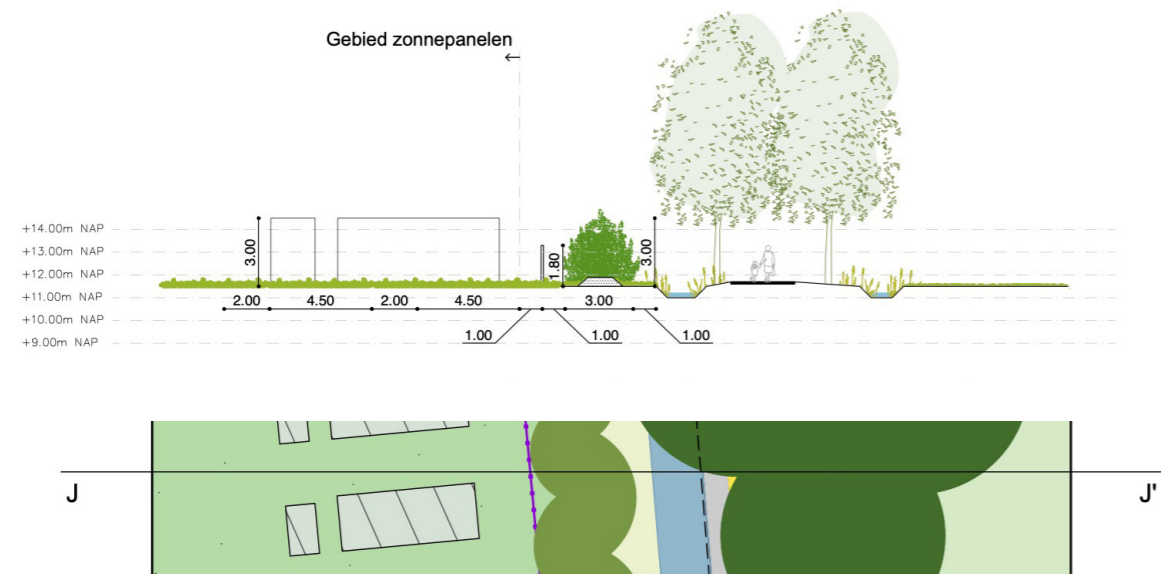 Gebied zonnepanelen
←
+14.00m NAP
+13.00m NAP
+12.00m NAP
+11.00m NAP
+10.00m NAP
+9.00m NAP
3.00
1.80
3.00
2.00 4.50 2.00 4.50 3.00
1.00 1.00 1.00
J J'